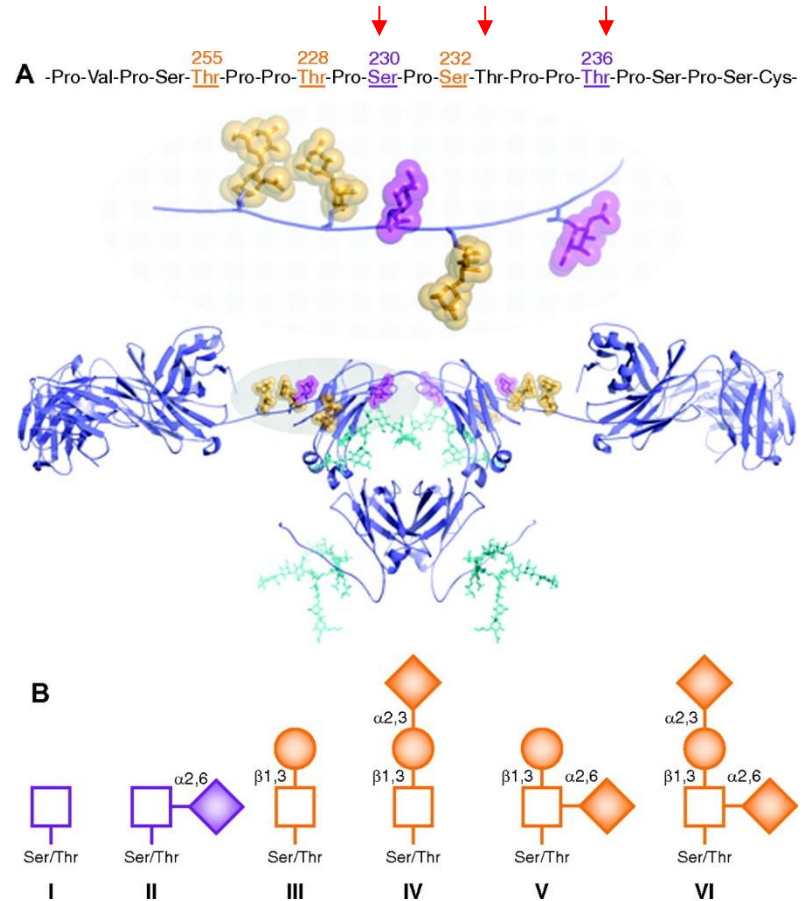 255 228 230 232 236
A -Pro-Val-Pro-Ser-Thr-Pro-Pro-Thr-Pro-Ser-Pro-Ser-Thr-Pro-Pro-Thr-Pro-Ser-Pro-Ser-Cys-
B
α2,3 α2,3
α2,6 β1,3 β1,3 β1,3 α2,6 β1,3 α2,6
Ser/Thr Ser/Thr Ser/Thr Ser/Thr Ser/Thr Ser/Thr
I II III IV V VI